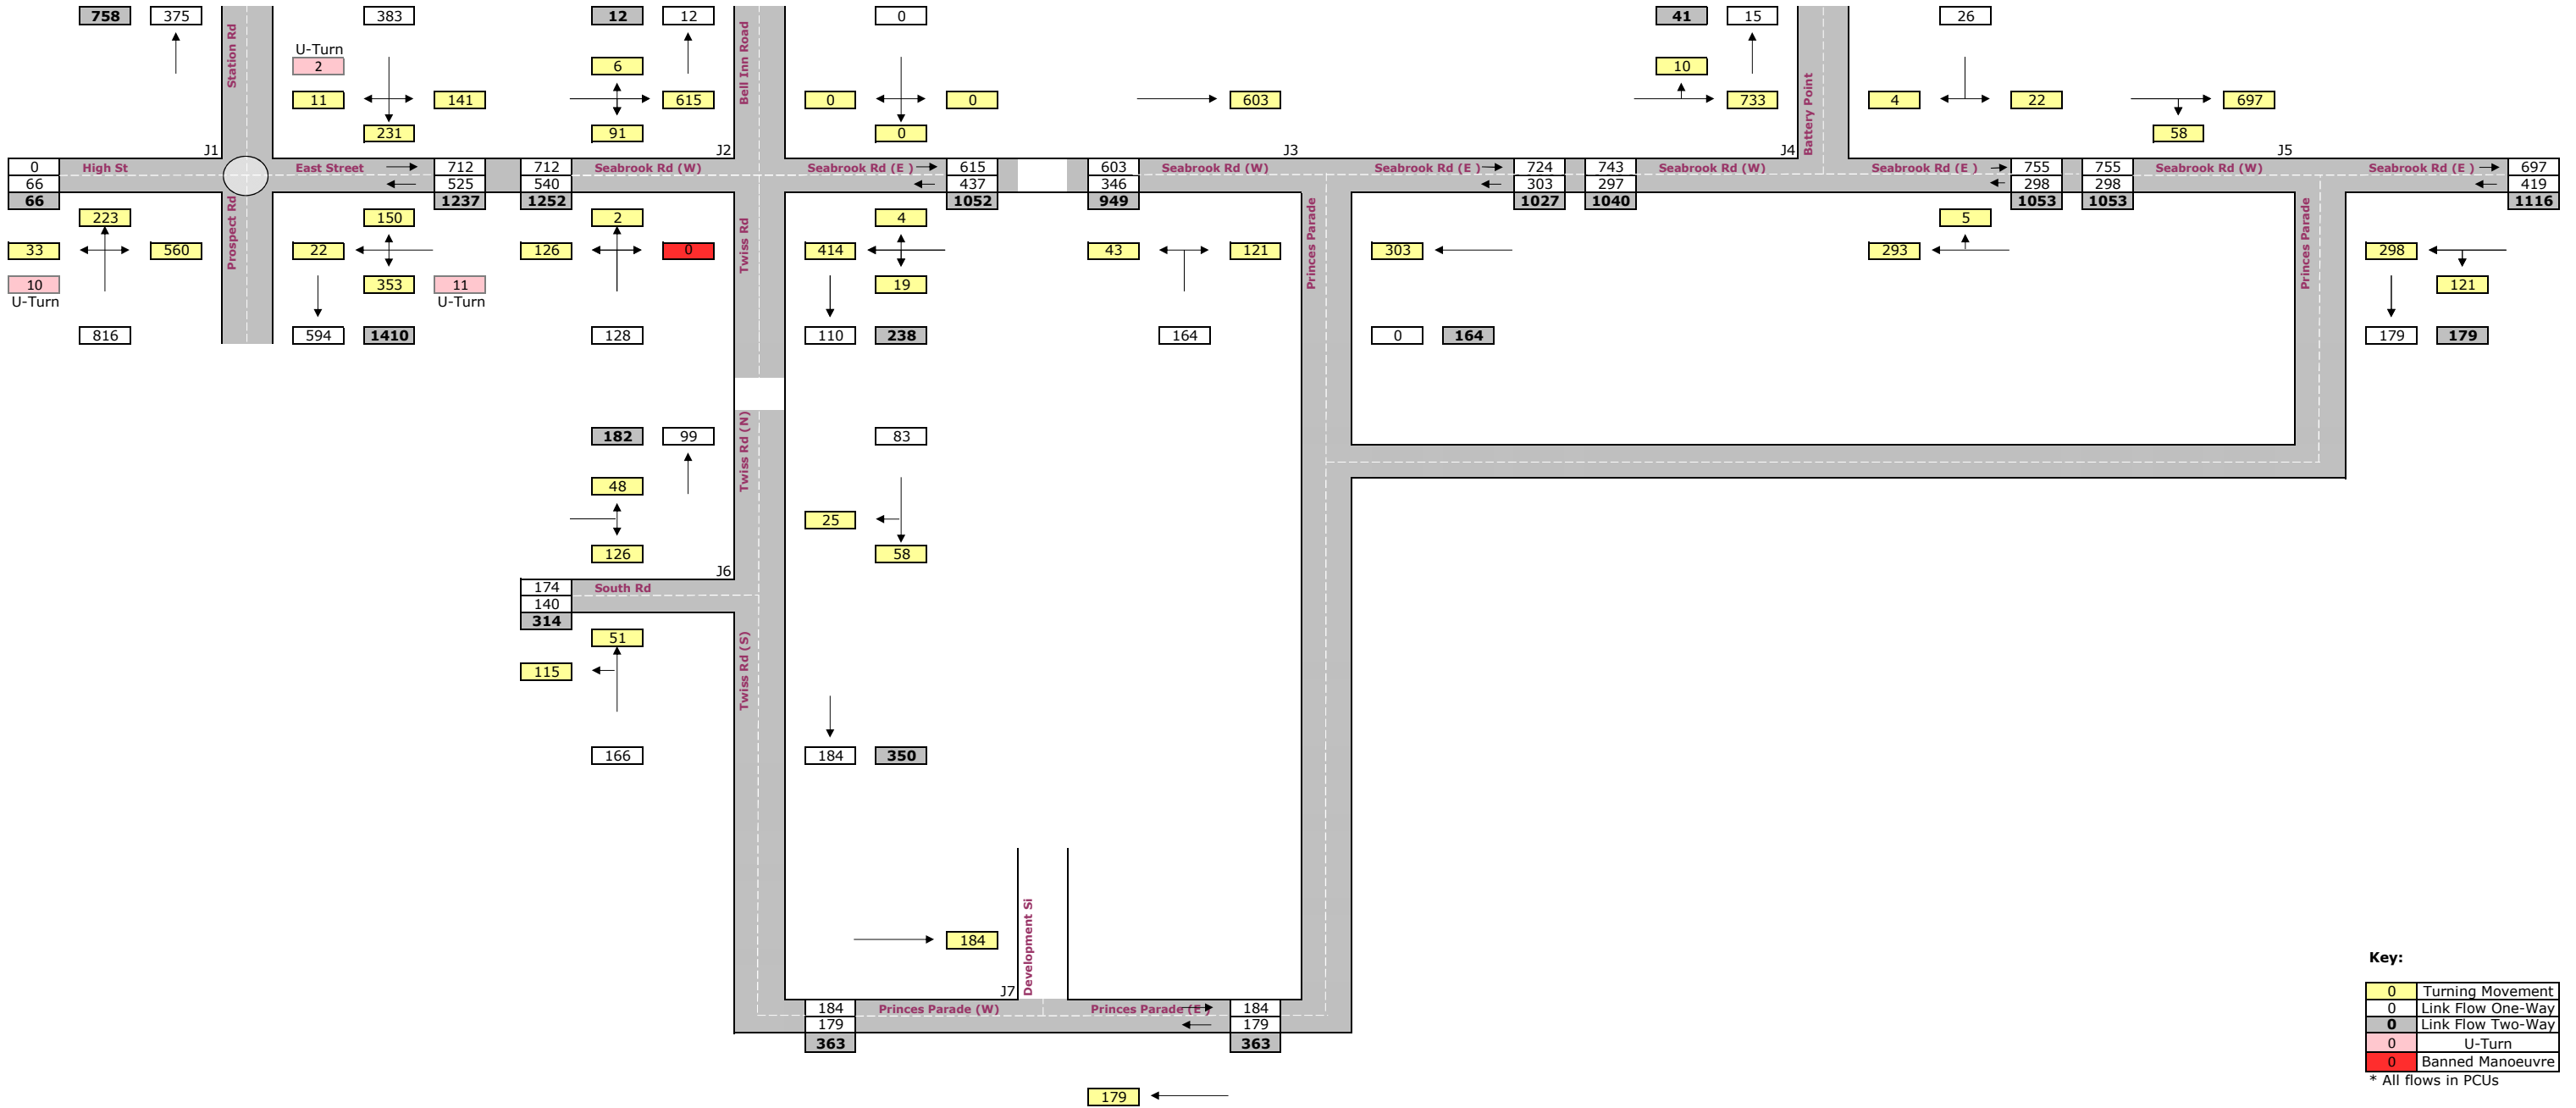 758 375 383 12 12 0 41 15 26
U-Turn
2 6 10
11 141 615 0 0 603 733 4 22 697
231 91 0 58
Station Rd
Bell Inn Road
Battery Point
J1 J2 J3 J4 J5
0 High St East Street 712 712 Seabrook Rd (W) Seabrook Rd (E ) 615 603 Seabrook Rd (W) Seabrook Rd (E ) 724 743 Seabrook Rd (W) Seabrook Rd (E ) 755 755 Seabrook Rd (W) Seabrook Rd (E ) 697
66 525 540 437 346 303 297 298 298 419
66 1237 1252 1052 949 1027 1040 1053 1053 1116
Prospect Rd
Twiss Rd
Princes Parade
Princes Parade
223 150 2 4 5
33 560 22 126 0 414 43 121 303 293 298
10 353 11 19 121
U-Turn U-Turn
816 594 1410 128 110 238 164 0 164 179 179
Twiss Rd (N)
182 99 83
48
25
126 58
J6
174 South Rd
140
314
Twiss Rd (S)
51
115
166 184 350
184
Development Si
J7
184 Princes Parade (W) Princes Parade (E ) 184
179 179
363 363
179
Key:
0 Turning Movement
0 Link Flow One-Way
0 Link Flow Two-Way
0 U-Turn
0 Banned Manoeuvre
* All flows in PCUs